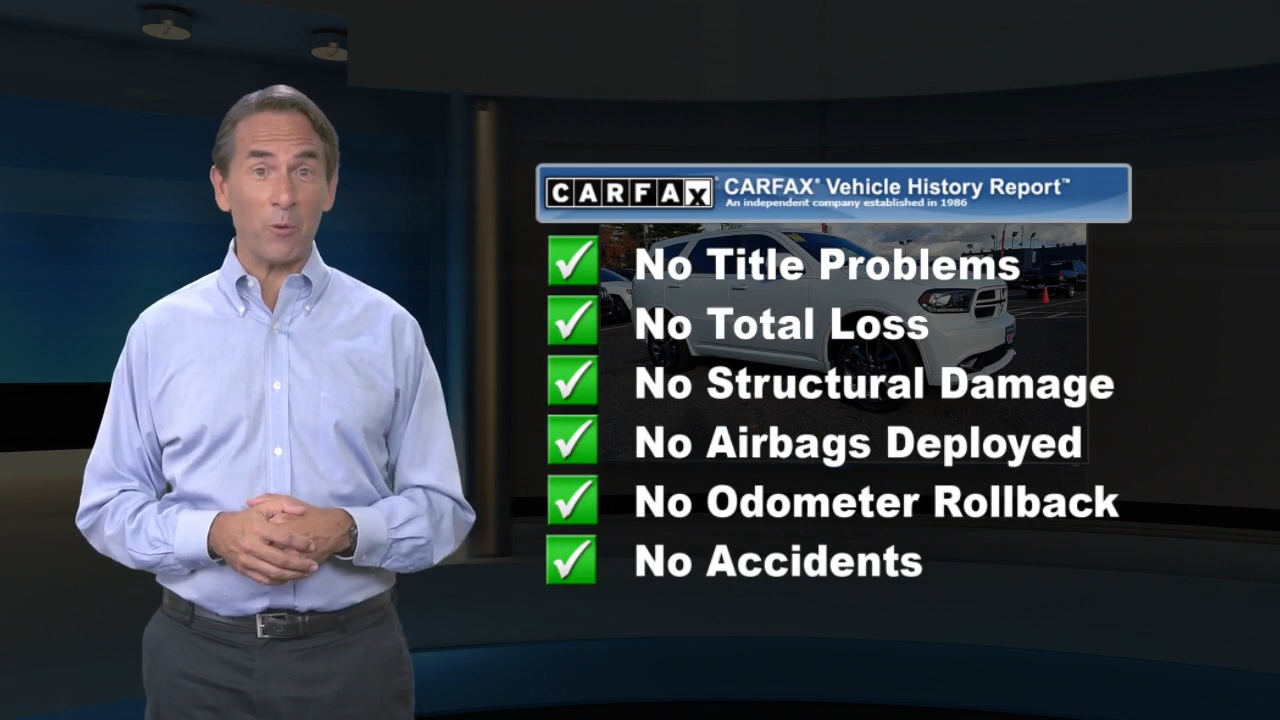 CARFAX® CARFAX® Vehicle History Report™
An independent company established in 1986
No Title Problems
No Total Loss
No Structural Damage
No Airbags Deployed
No Odometer Rollback
No Accidents